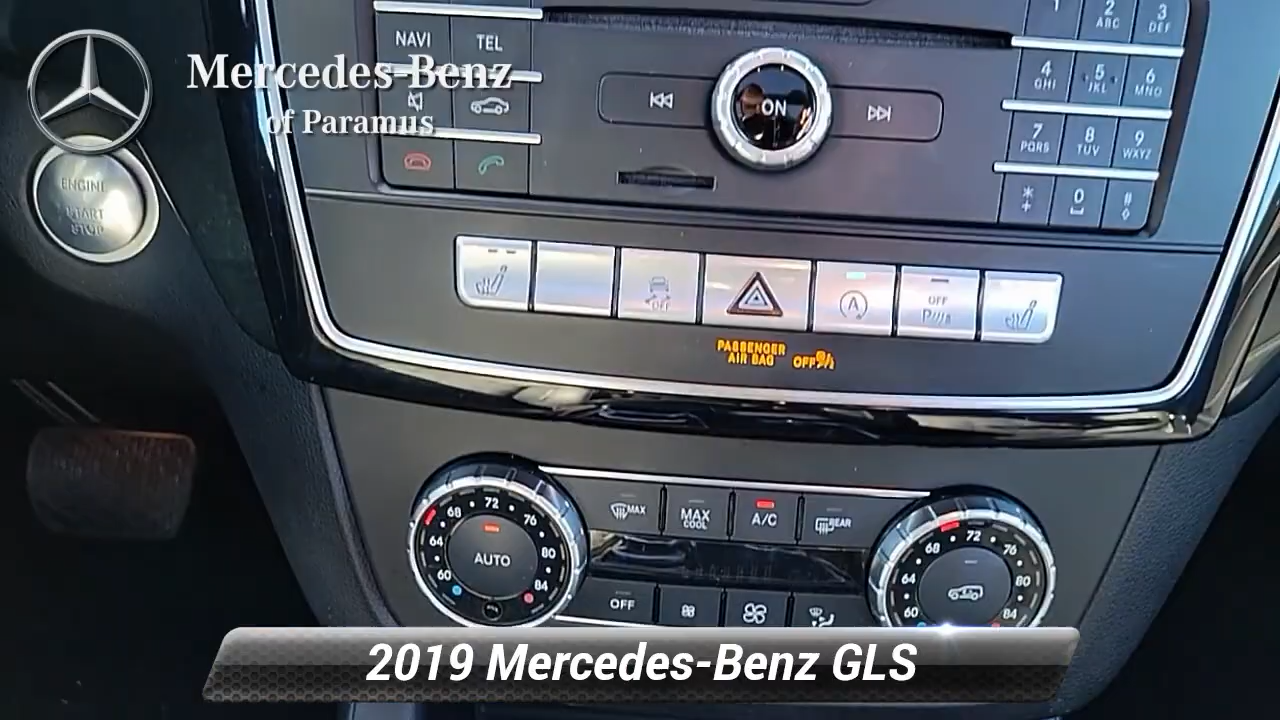 Mercedes-Benz
of Paramus
NAVI
TEL
ON
1
2
ABC
3
DEF
4
GHI
5
JKL
6
MNO
7
PQRS
8
TUV
9
WXYZ
*
+
0
#
ENGINE
START
STOP
OFF
A
OFF
PASSENGER
AIR BAG OFF
60
64
68
72
76
80
84
AUTO
MAX
MAX
COOL
A/C
REAR
OFF
60
64
68
72
76
80
84
2019 Mercedes-Benz GLS